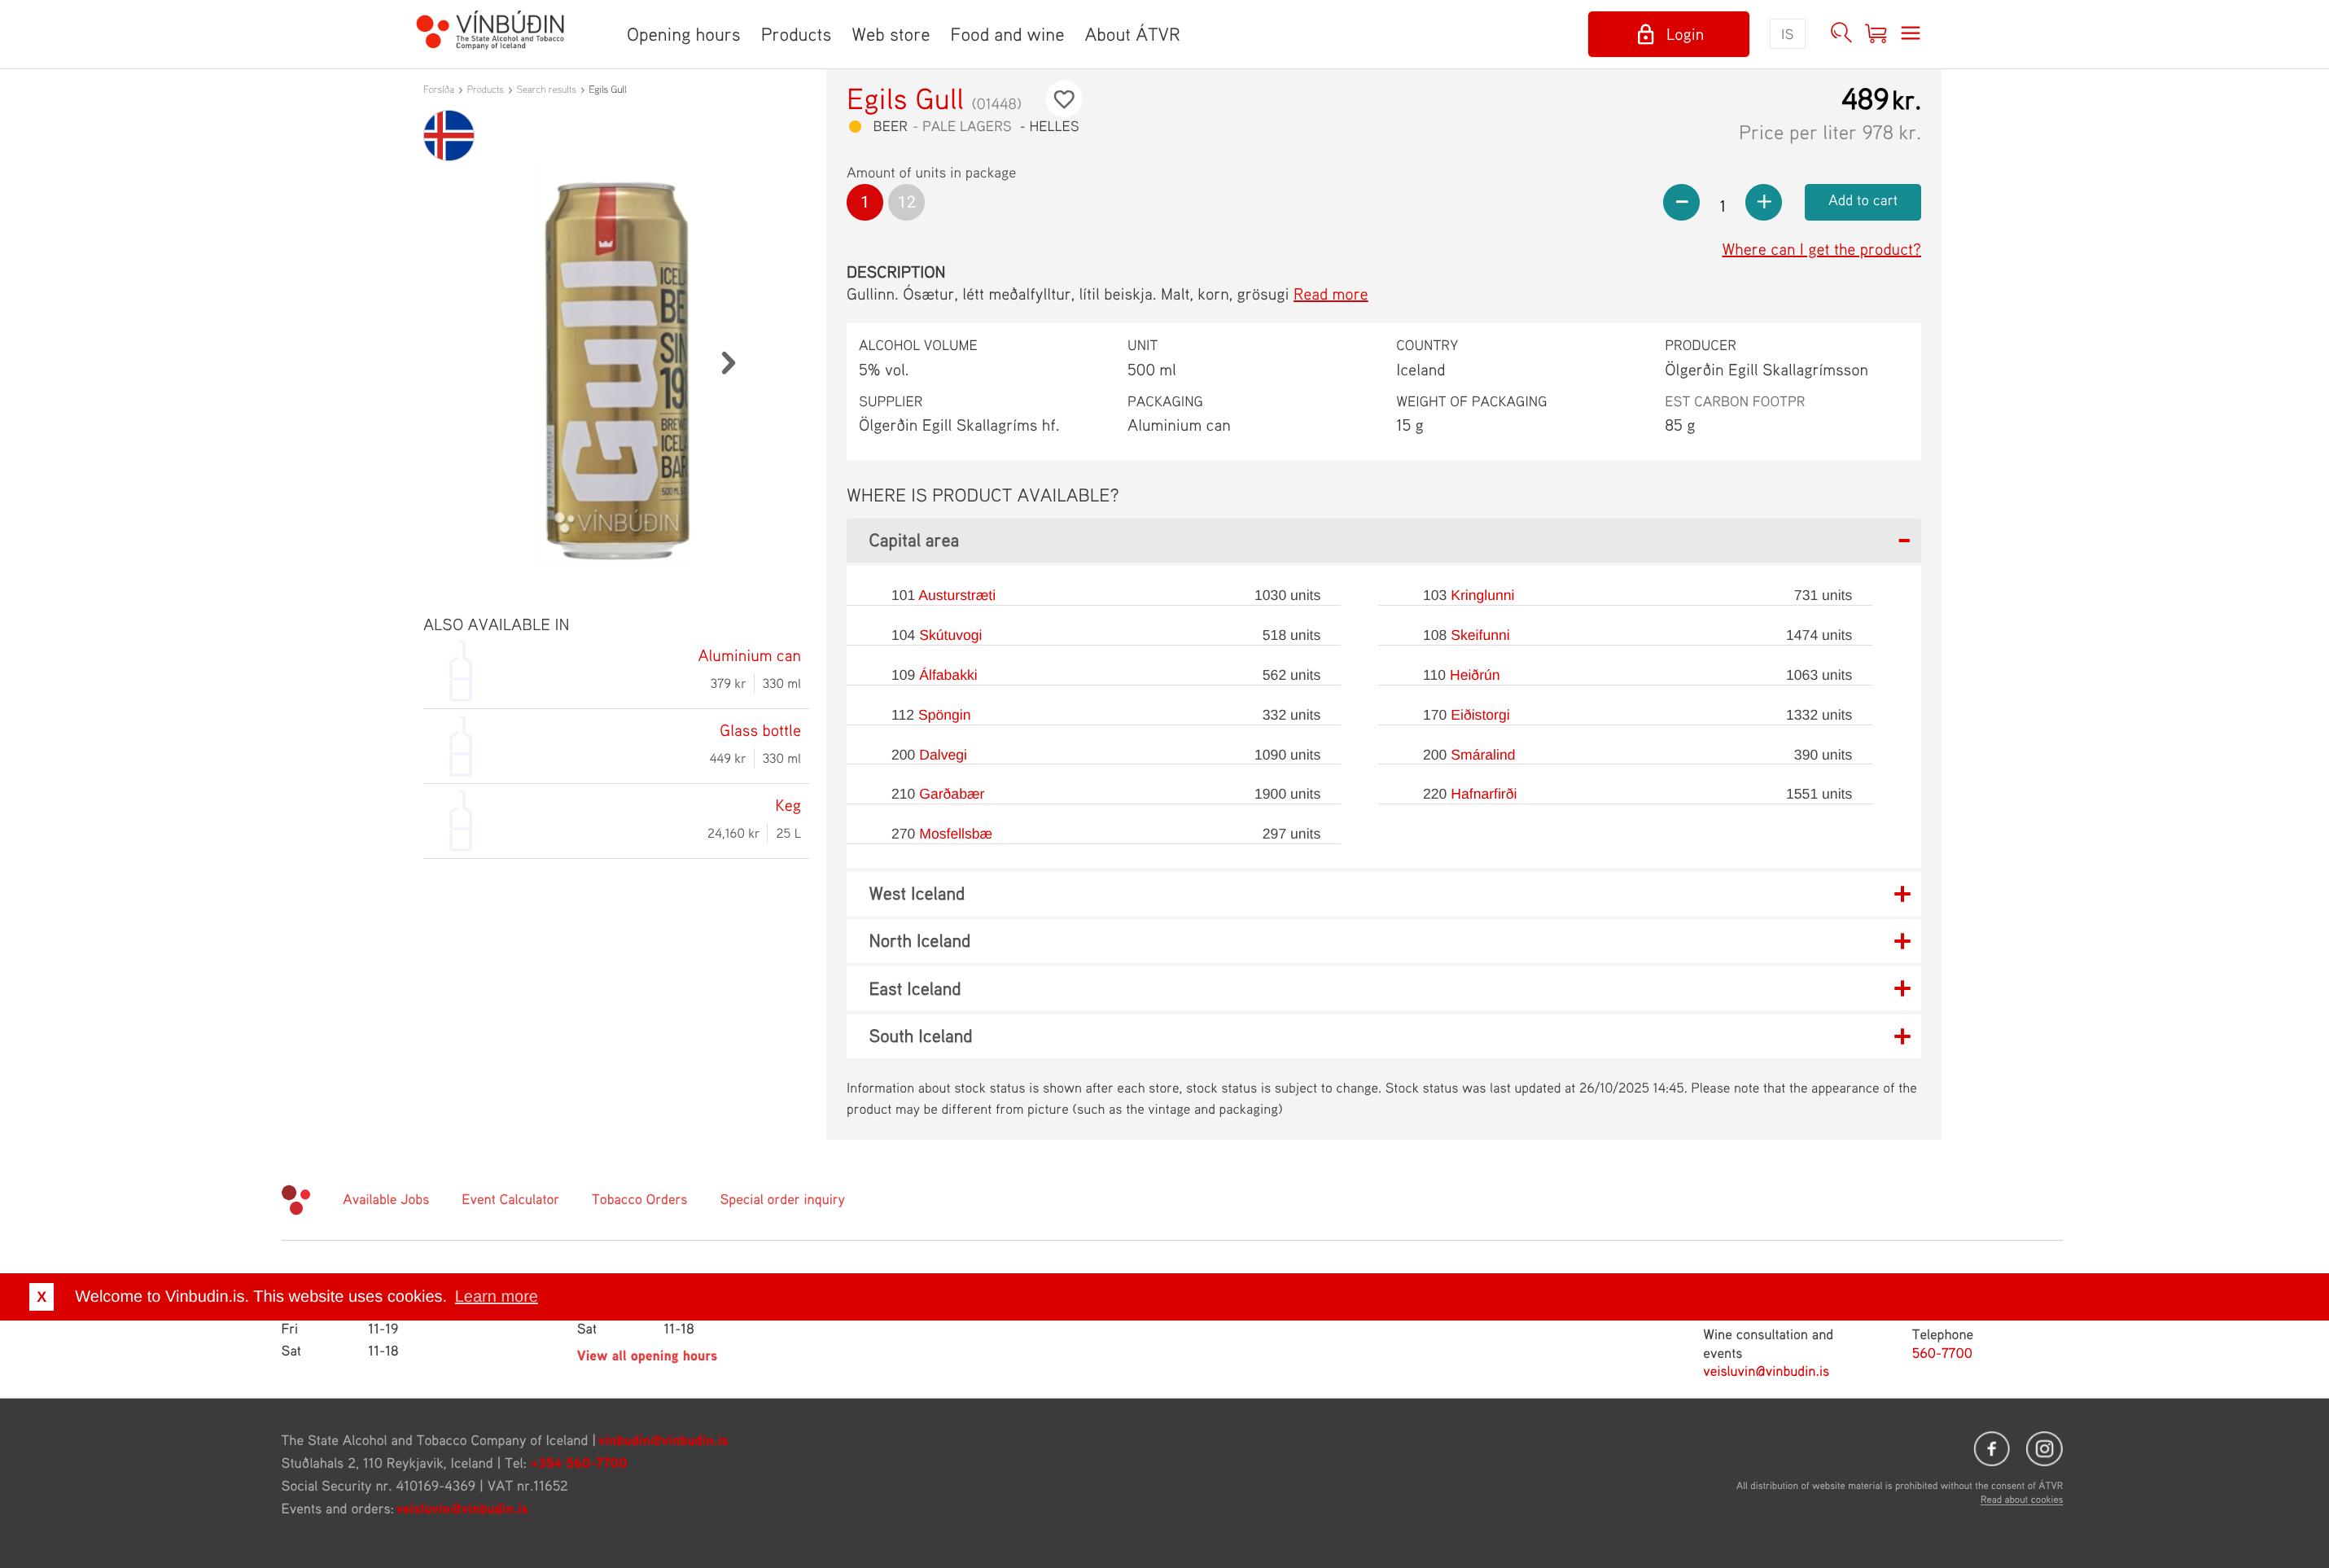 VÍNBÚÐIN
The State Alcohol and Tobacco
Company of Iceland
Opening hours Products Web store Food and wine About ÁTVR
Login
IS
Forsíða › Products › Search results › Egils Gull
Egils Gull (01448)
489 kr.
BEER - PALE LAGERS - HELLES
Price per liter 978 kr.
Amount of units in package
1 12
- 1 +
Add to cart
Where can I get the product?
DESCRIPTION
Gullinn. Ósætur, létt meðalfylltur, lítil beiskja. Malt, korn, grösugi Read more
ALCOHOL VOLUME UNIT COUNTRY PRODUCER
5% vol. 500 ml Iceland Ölgerðin Egill Skallagrímsson
SUPPLIER PACKAGING WEIGHT OF PACKAGING EST CARBON FOOTPR
Ölgerðin Egill Skallagríms hf. Aluminium can 15 g 85 g
Gull
VÍNBÚÐIN
ALSO AVAILABLE IN
Aluminium can
379 kr 330 ml
Glass bottle
449 kr 330 ml
Keg
24,160 kr 25 L
WHERE IS PRODUCT AVAILABLE?
Capital area
101 Austurstræti 1030 units 103 Kringlunni 731 units
104 Skútuvogi 518 units 108 Skeifunni 1474 units
109 Álfabakki 562 units 110 Heiðrún 1063 units
112 Spöngin 332 units 170 Eiðistorgi 1332 units
200 Dalvegi 1090 units 200 Smáralind 390 units
210 Garðabær 1900 units 220 Hafnarfirði 1551 units
270 Mosfellsbæ 297 units
West Iceland
North Iceland
East Iceland
South Iceland
Information about stock status is shown after each store, stock status is subject to change. Stock status was last updated at 26/10/2025 14:45. Please note that the appearance of the
product may be different from picture (such as the vintage and packaging)
Available Jobs Event Calculator Tobacco Orders Special order inquiry
X Welcome to Vinbudin.is. This website uses cookies. Learn more
Fri 11-19 Sat 11-18
Sat 11-18
View all opening hours
Wine consultation and
events
veisluvin@vinbudin.is
Telephone
560-7700
The State Alcohol and Tobacco Company of Iceland | vinbudin@vinbudin.is
Stuðlahals 2, 110 Reykjavik, Iceland | Tel: +354 560-7700
Social Security nr. 410169-4369 | VAT nr.11652
Events and orders: veisluvin@vinbudin.is
All distribution of website material is prohibited without the consent of ÁTVR
Read about cookies